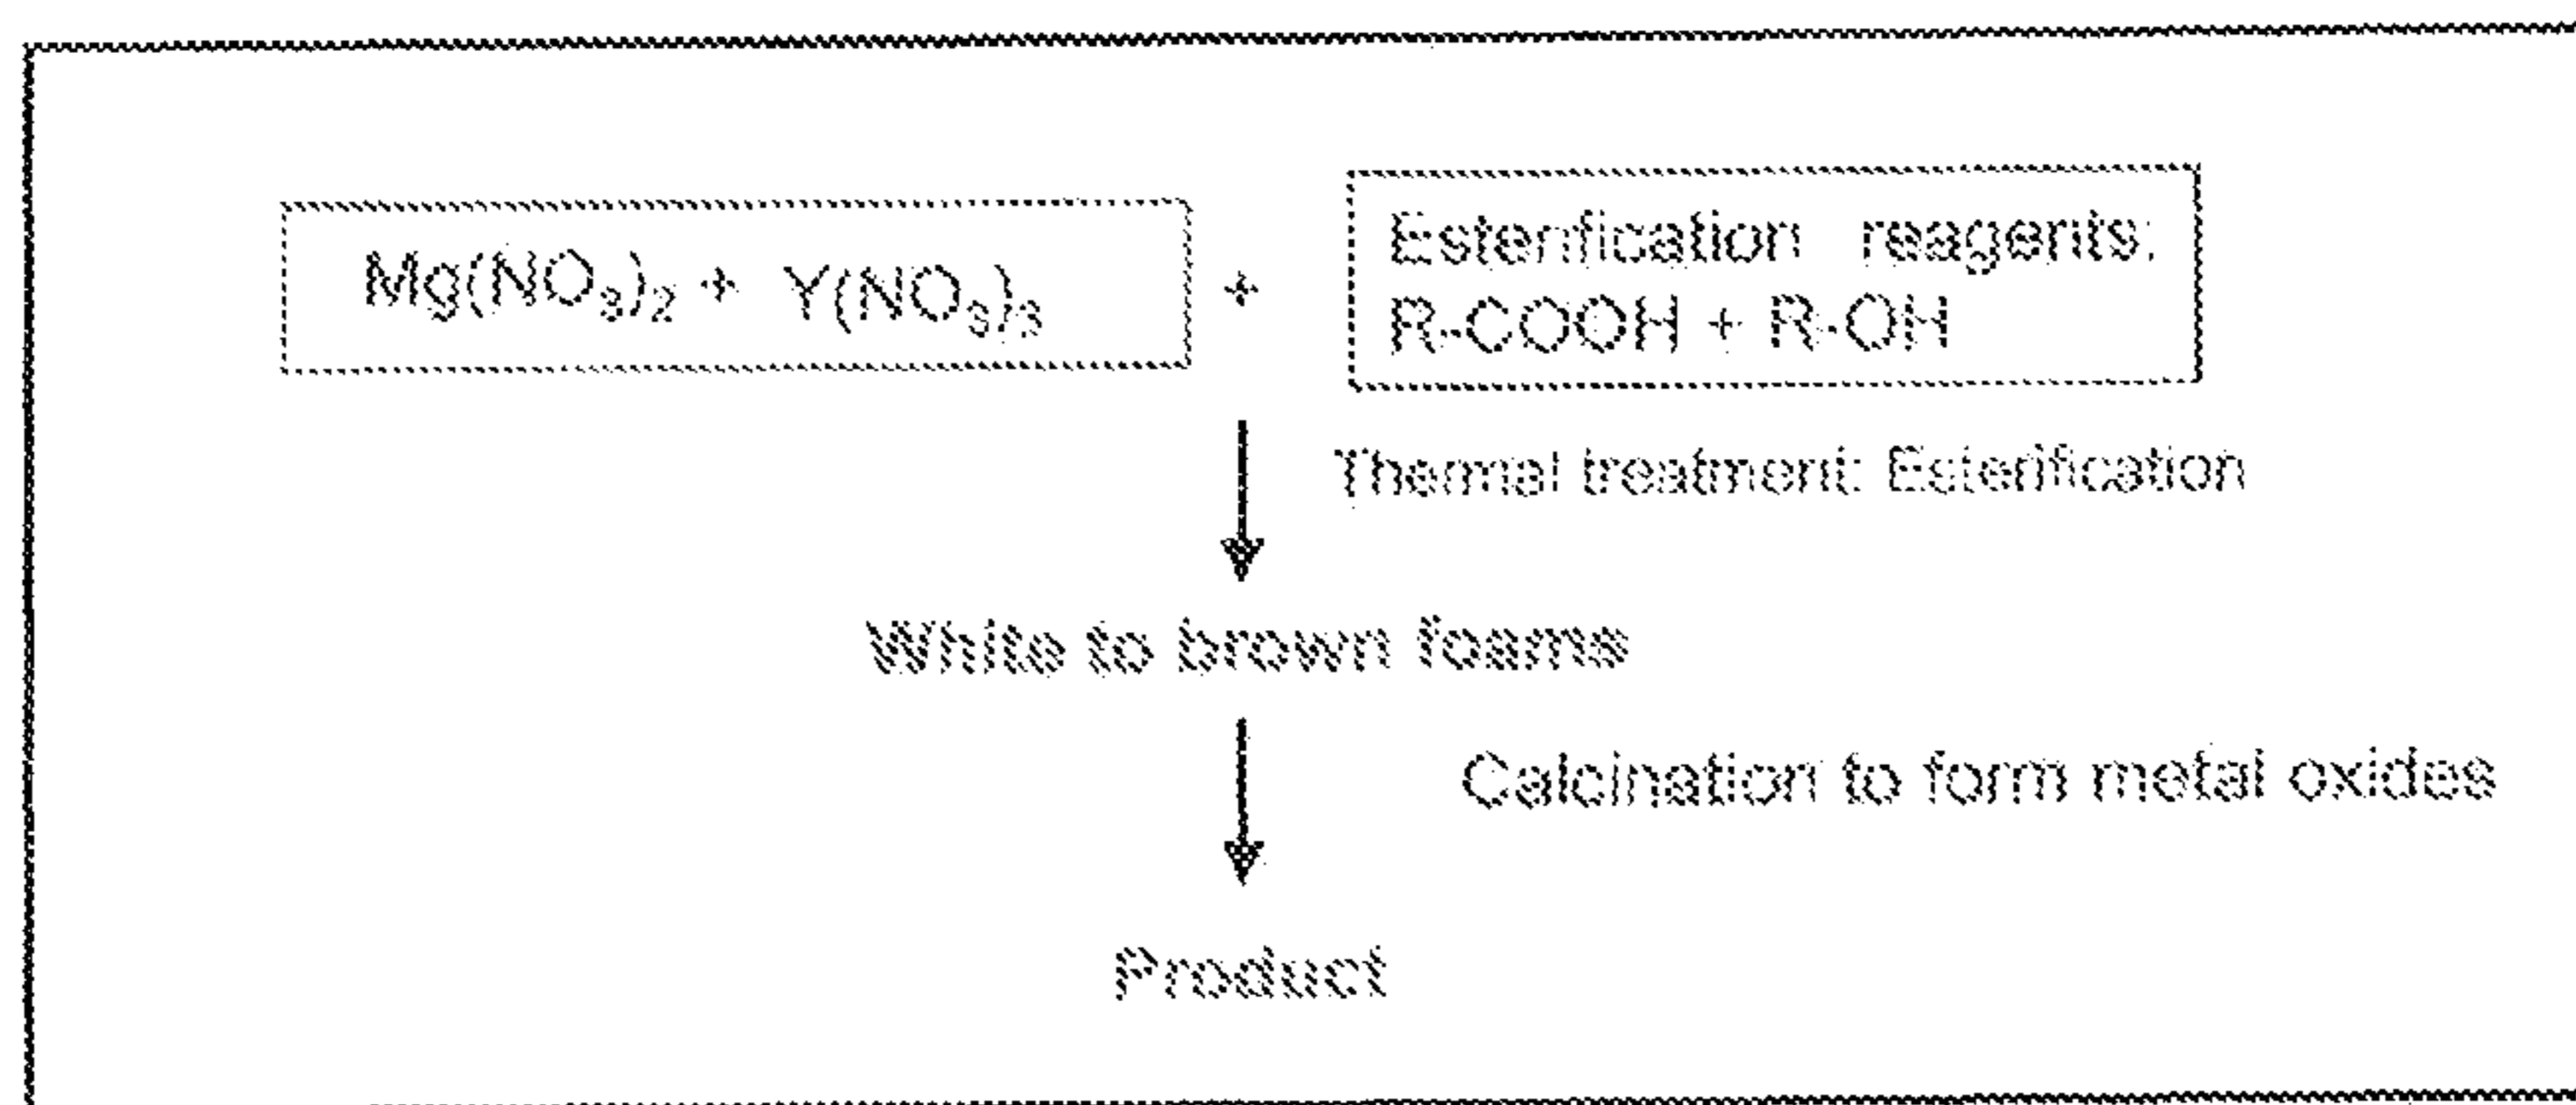 Mg(NO₃)₂ + Y(NO₃)₃ + Esterification reagents:
R-COOH + R-OH
Thermal treatment: Esterification
White to brown foams
Calcination to form metal oxides
Product